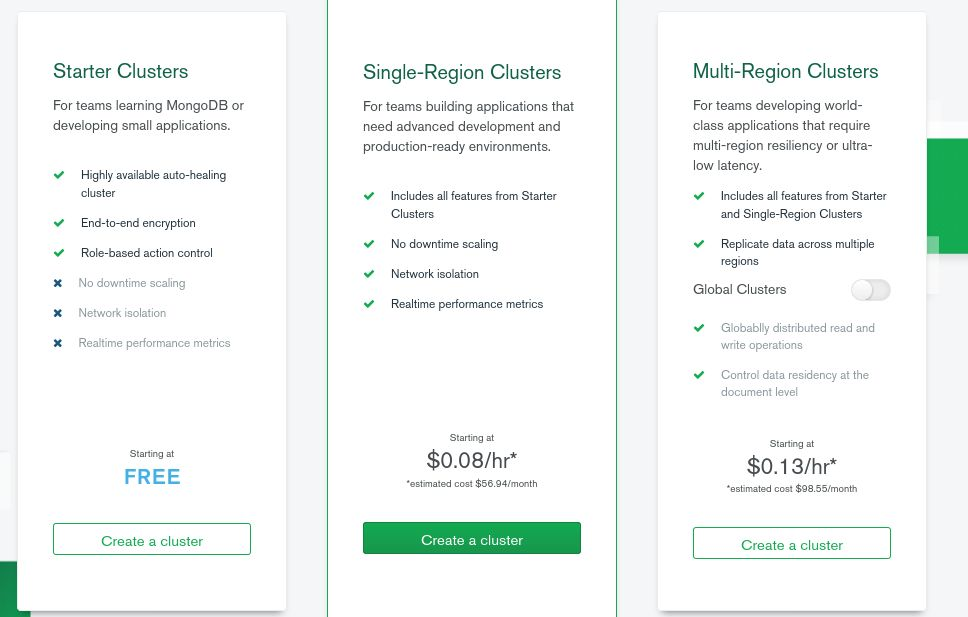 Starter Clusters
For teams learning MongoDB or
developing small applications.
Highly available auto-healing
cluster
End-to-end encryption
Role-based action control
No downtime scaling
Network isolation
Realtime performance metrics
Starting at
FREE
Create a cluster
Single-Region Clusters
For teams building applications that
need advanced development and
production-ready environments.
Includes all features from Starter
Clusters
No downtime scaling
Network isolation
Realtime performance metrics
Starting at
$0.08/hr*
*estimated cost $56.94/month
Create a cluster
Multi-Region Clusters
For teams developing world-
class applications that require
multi-region resiliency or ultra-
low latency.
Includes all features from Starter
and Single-Region Clusters
Replicate data across multiple
regions
Global Clusters
Globablly distributed read and
write operations
Control data residency at the
document level
Starting at
$0.13/hr*
*estimated cost $98.55/month
Create a cluster